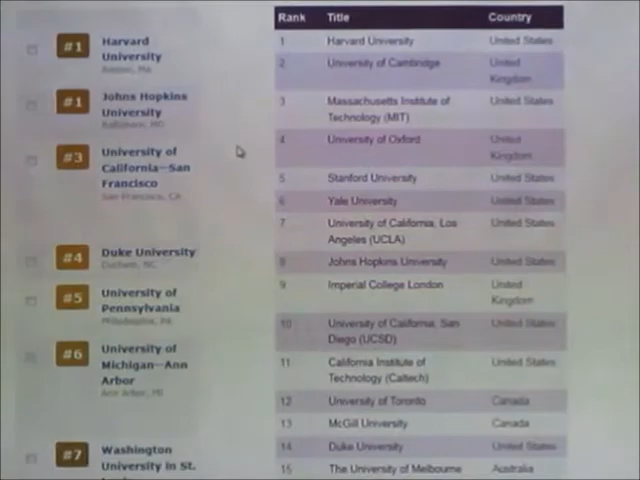 #1
Harvard
University
Boston, MA
#1
Johns Hopkins
University
Baltimore, MD
#3
University of
California—San
Francisco
San Francisco, CA
#4
Duke University
Durham, NC
#5
University of
Pennsylvania
Philadelphia, PA
#6
University of
Michigan—Ann
Arbor
Ann Arbor, MI
#7
Washington
University in St.
Rank Title Country
1 Harvard University United States
2 University of Cambridge United
Kingdom
3 Massachusetts Institute of United States
Technology (MIT)
4 University of Oxford United
Kingdom
5 Stanford University United States
6 Yale University United States
7 University of California, Los United States
Angeles (UCLA)
8 Johns Hopkins University United States
9 Imperial College London United
Kingdom
10 University of California, San United States
Diego (UCSD)
11 California Institute of United States
Technology (Caltech)
12 University of Toronto Canada
13 McGill University Canada
14 Duke University United States
15 The University of Melbourne Australia